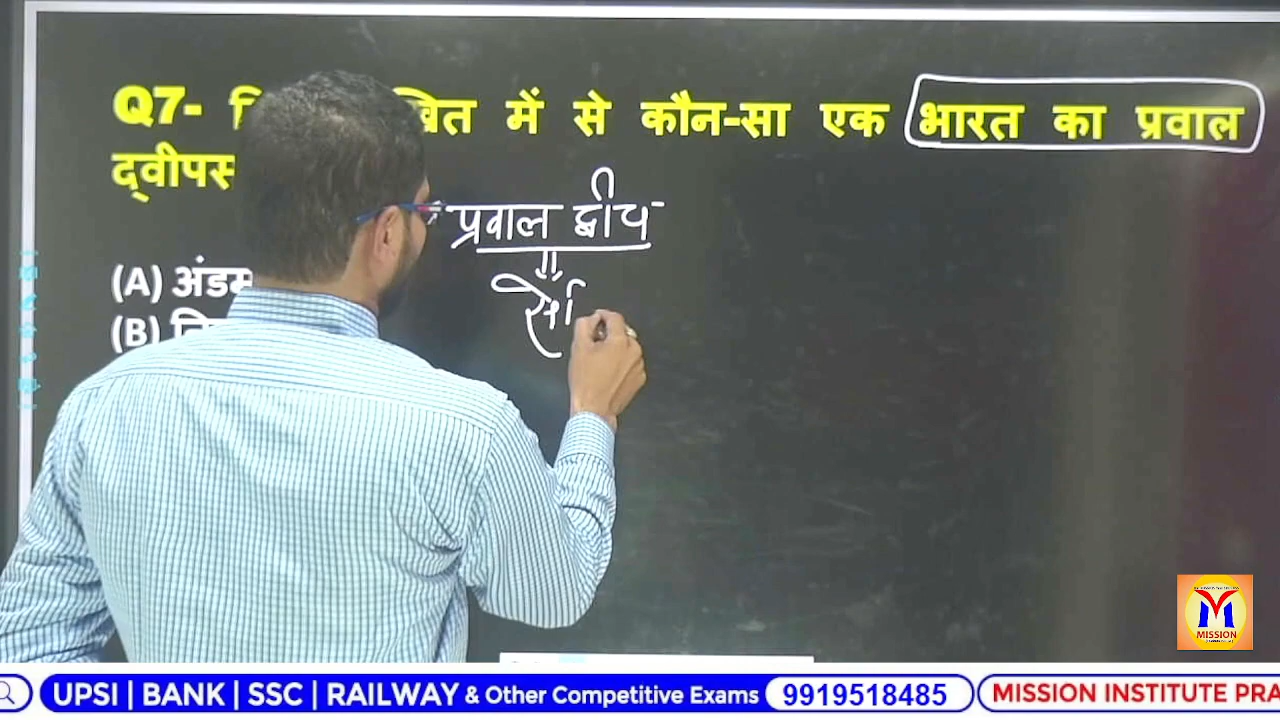 Q7- में से कौन-सा एक भारत का प्रवाल
द्वीपस
प्रवाल द्वीप
(A) अंडम
(B)
MISSION
UPSI | BANK | SSC | RAILWAY & Other Competitive Exams 9919518485 MISSION INSTITUTE PRA